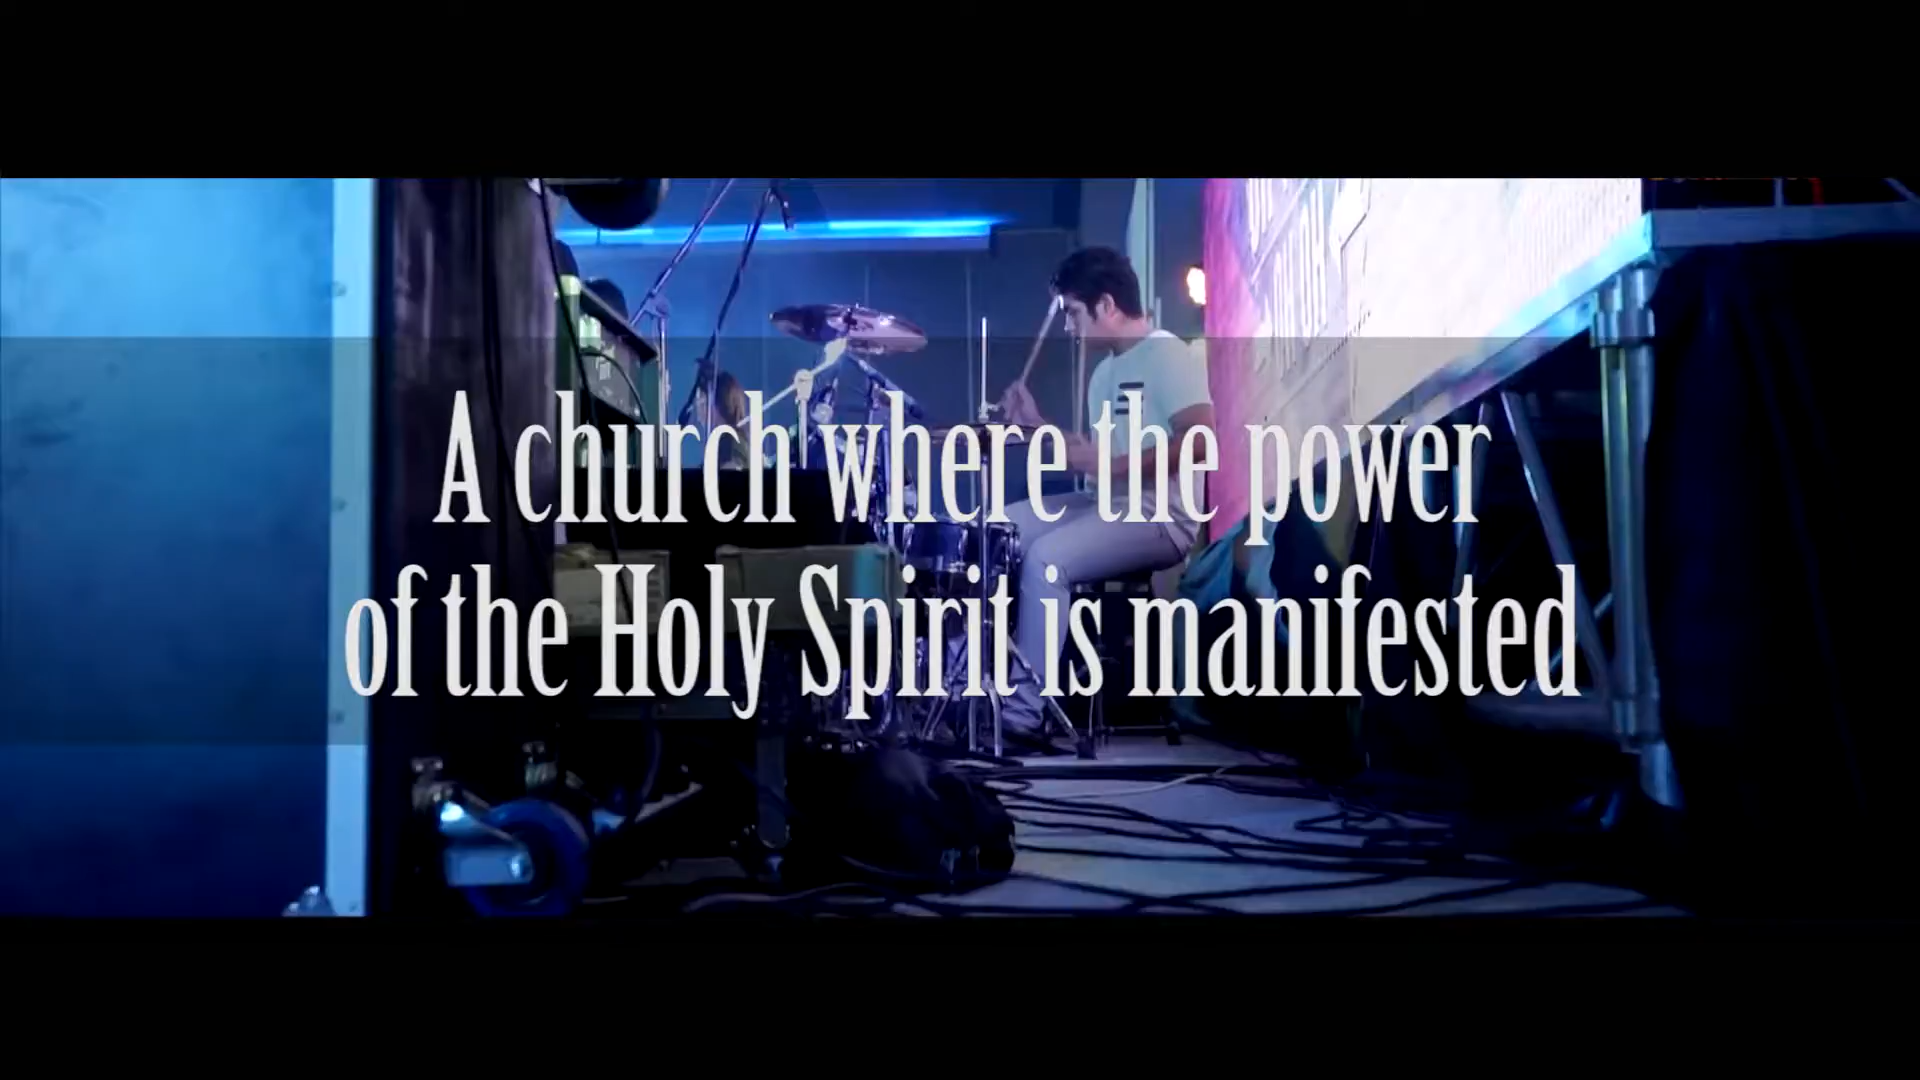 A church where the power
of the Holy Spirit is manifested